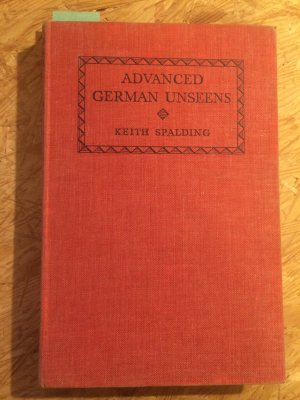 ADVANCED
GERMAN UNSEENS
KEITH SPALDING